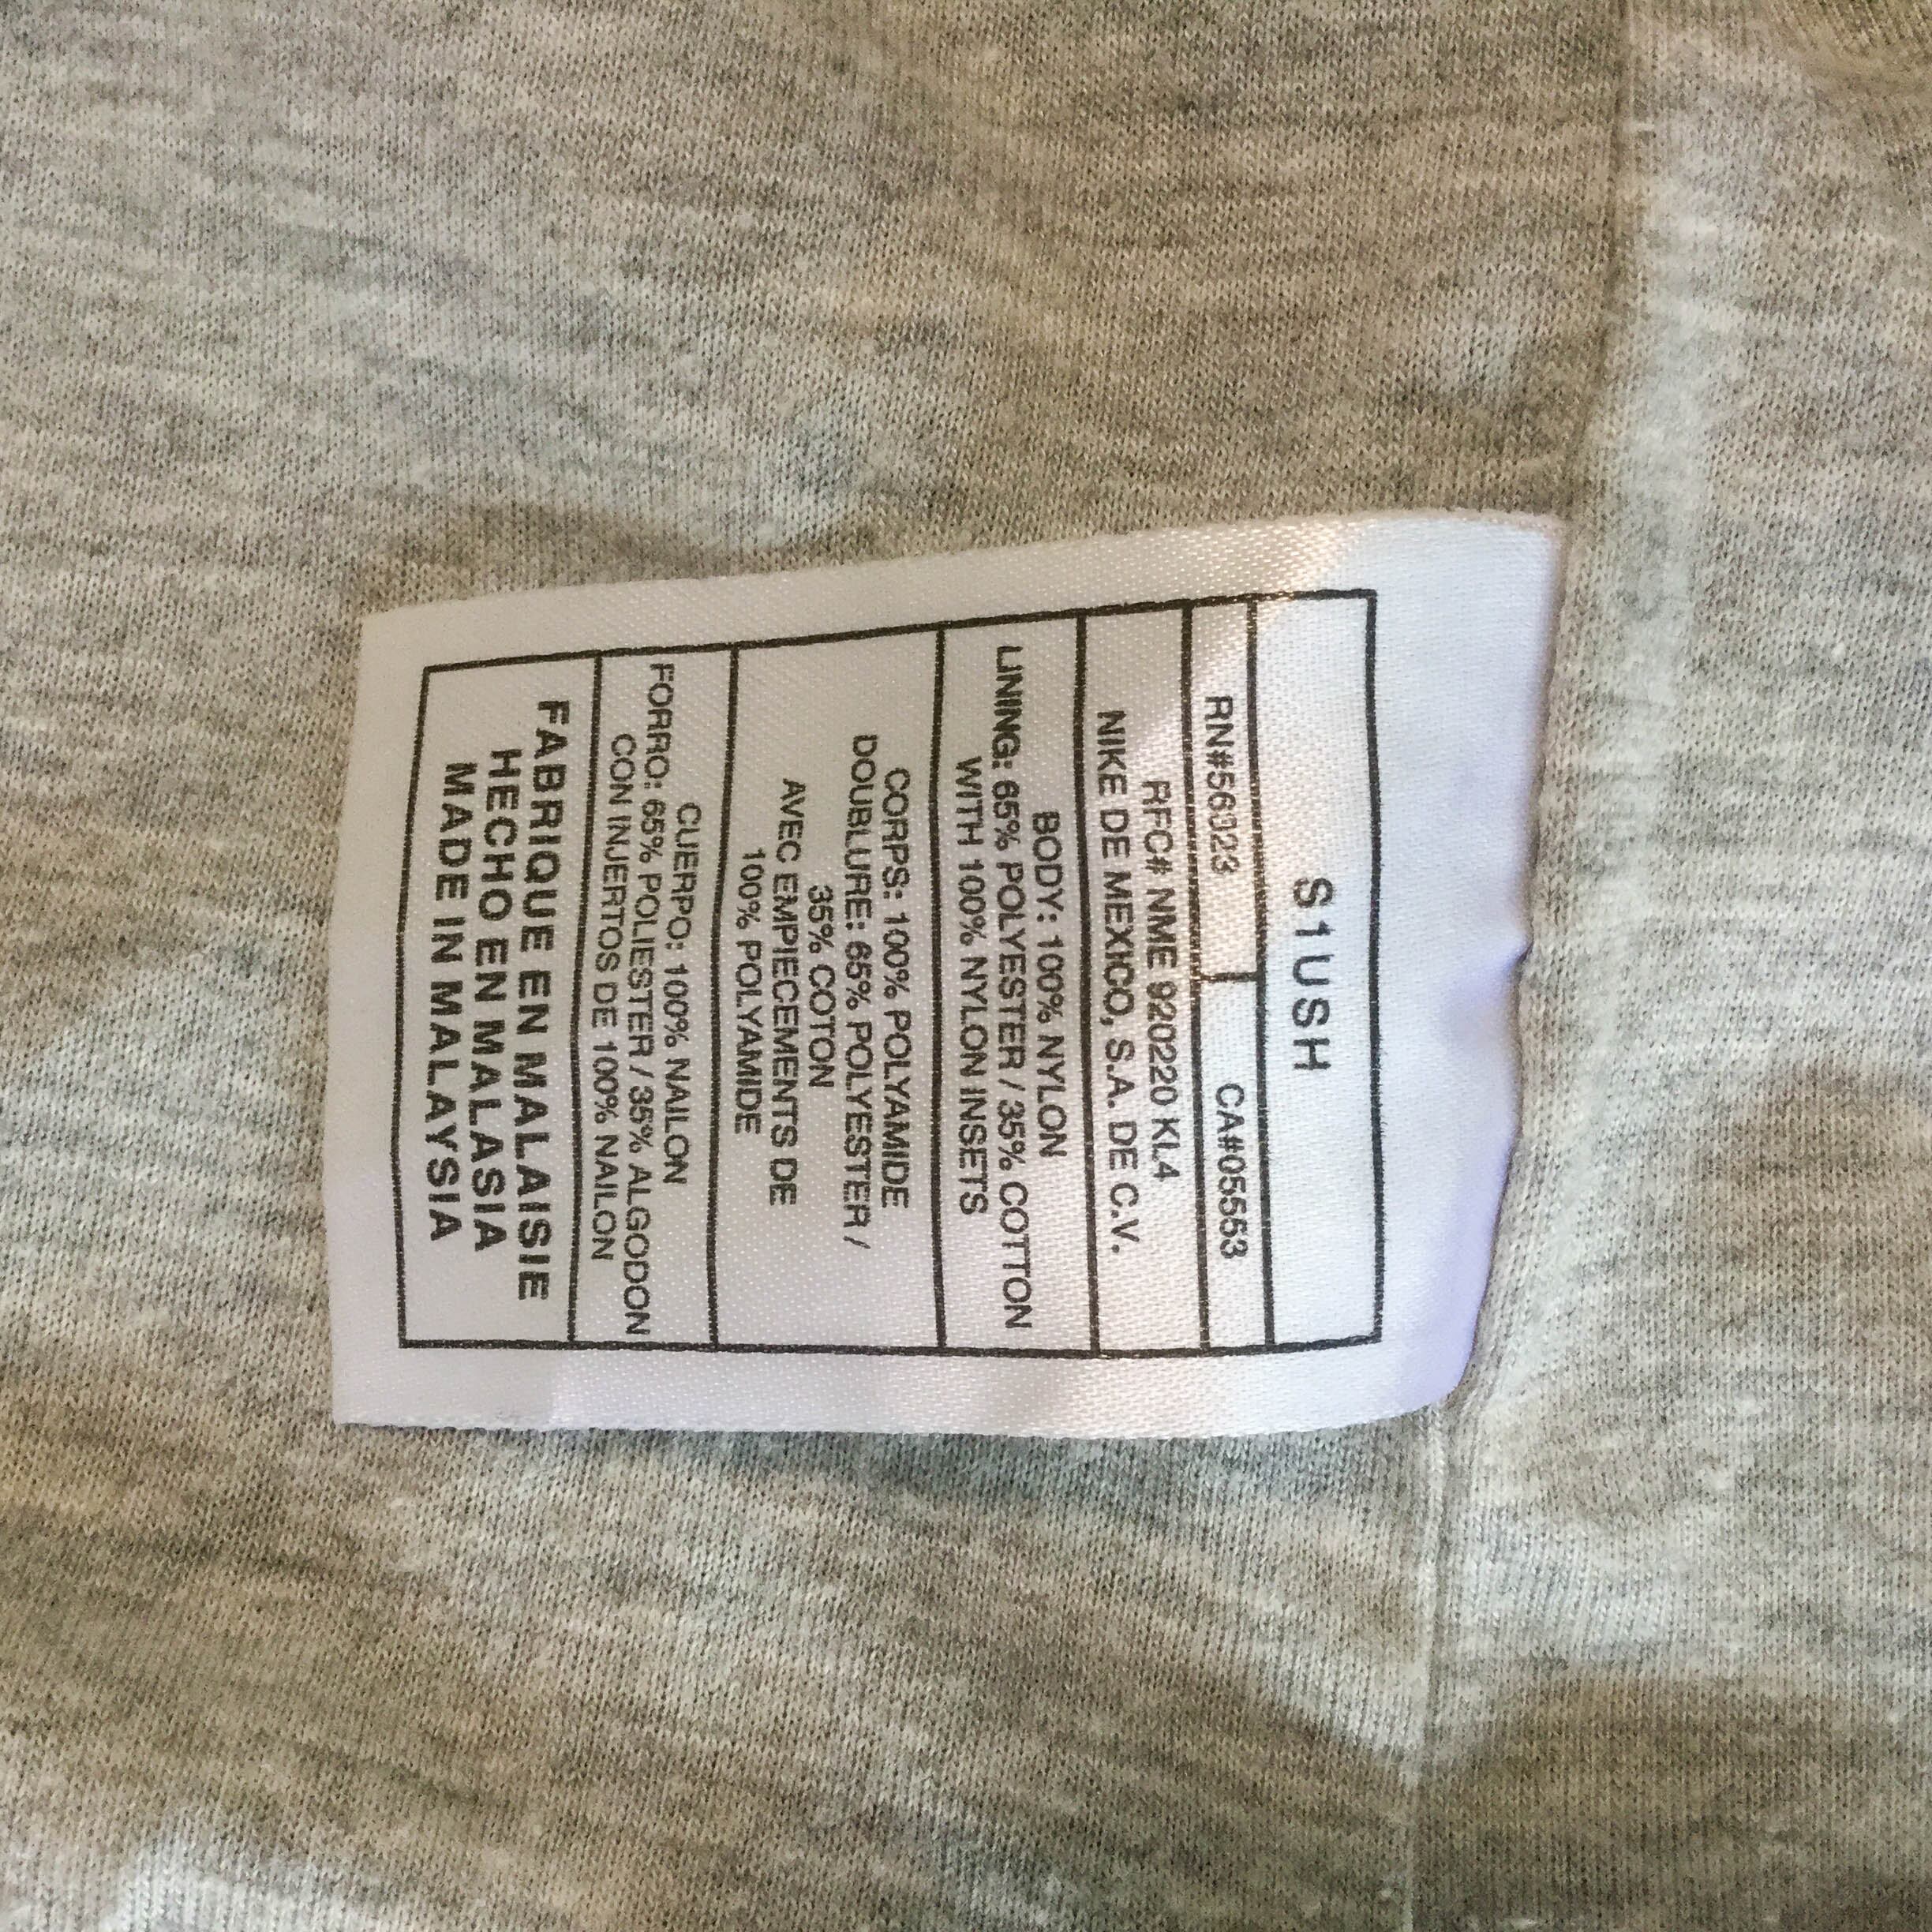 S1USH
RN#56323 CA#05553
RFC# NME 920220 KL4
NIKE DE MEXICO, S.A. DE C.V.
BODY: 100% NYLON
LINING: 65% POLYESTER / 35% COTTON
WITH 100% NYLON INSETS
CORPS: 100% POLYAMIDE
DOUBLURE: 65% POLYESTER /
35% COTON
AVEC EMPIECEMENTS DE
100% POLYAMIDE
CUERPO: 100% NAILON
FORRO: 65% POLIESTER / 35% ALGODON
CON INJERTOS DE 100% NAILON
FABRIQUE EN MALAISIE
HECHO EN MALASIA
MADE IN MALAYSIA